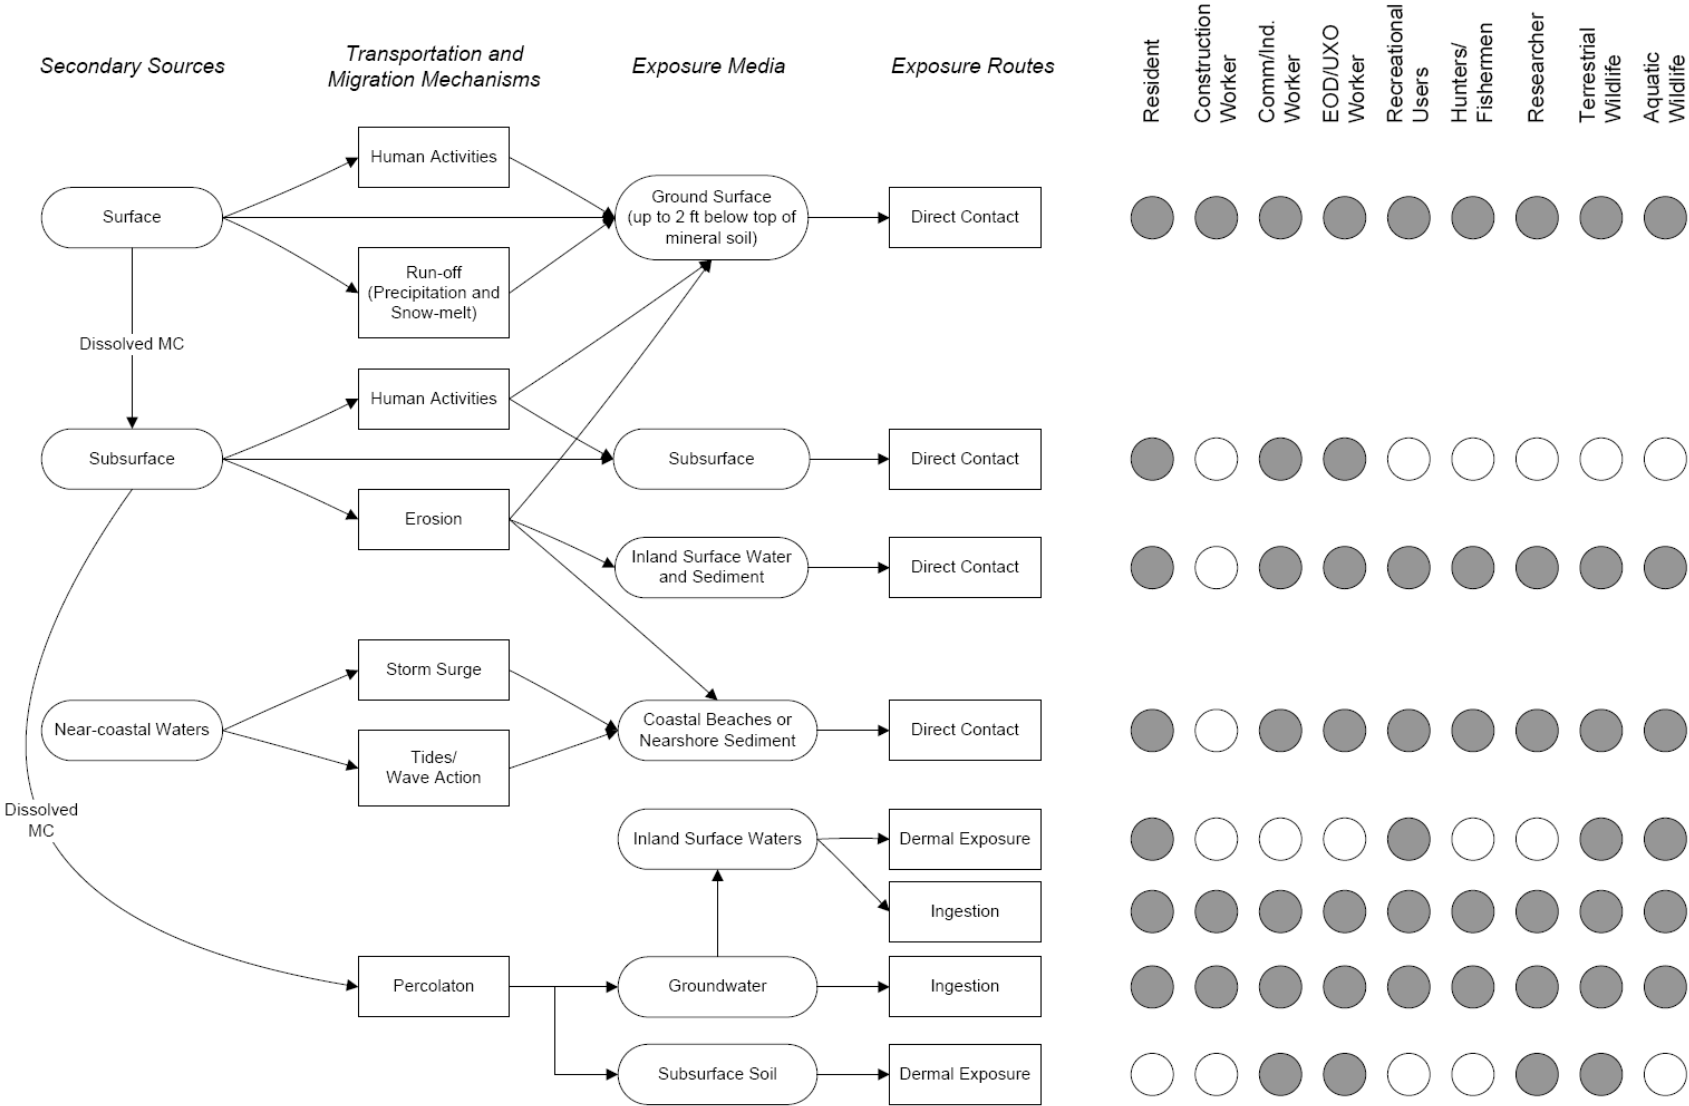 Secondary Sources
Transportation and
Migration Mechanisms
Exposure Media
Exposure Routes
Resident
Construction
Worker
Comm/Ind.
Worker
EOD/UXO
Worker
Recreational
Users
Hunters/
Fishermen
Researcher
Terrestrial
Wildlife
Aquatic
Wildlife
Human Activities
Surface
Ground Surface
(up to 2 ft below top of
mineral soil)
Direct Contact
Run-off
(Precipitation and
Snow-melt)
Dissolved MC
Human Activities
Subsurface
Subsurface
Direct Contact
Erosion
Inland Surface Water
and Sediment
Direct Contact
Storm Surge
Near-coastal Waters
Coastal Beaches or
Nearshore Sediment
Direct Contact
Tides/
Wave Action
Dissolved
MC
Inland Surface Waters
Dermal Exposure
Ingestion
Percolaton
Groundwater
Ingestion
Subsurface Soil
Dermal Exposure